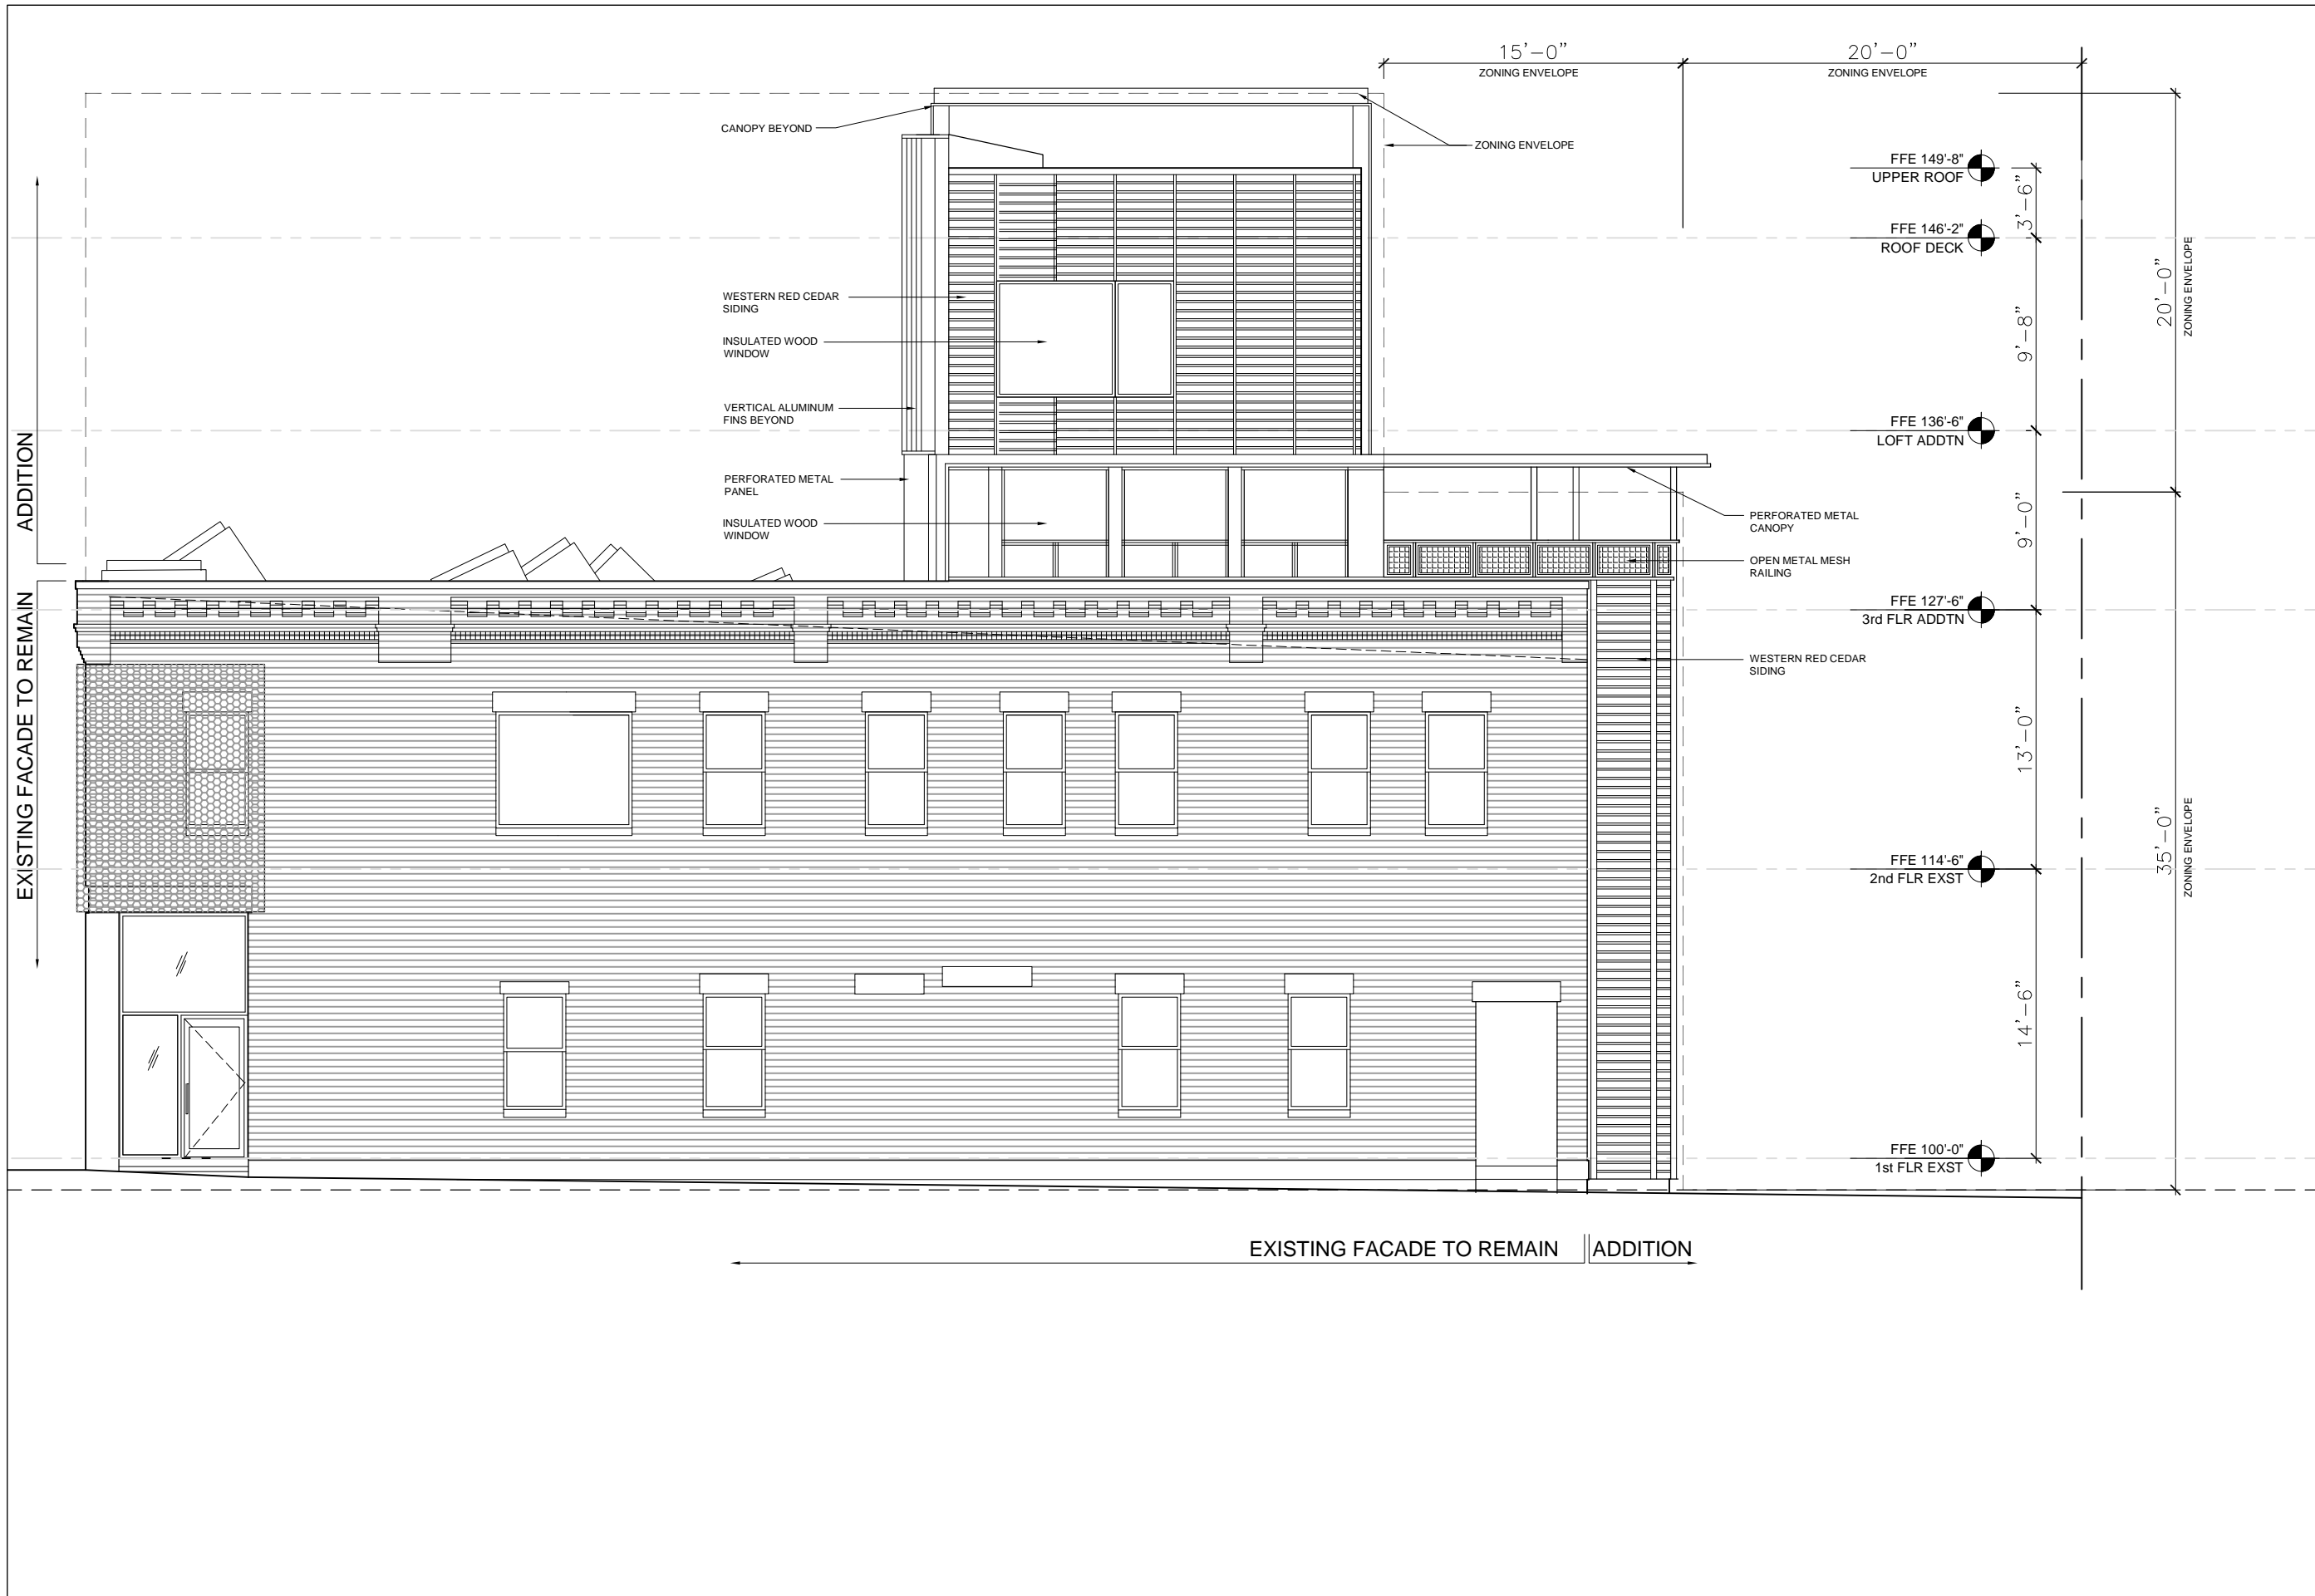 15'-0"
ZONING ENVELOPE
20'-0"
ZONING ENVELOPE
CANOPY BEYOND
ZONING ENVELOPE
FFE 149'-8"
UPPER ROOF
3'-6"
FFE 146'-2"
ROOF DECK
20'-0"
ZONING ENVELOPE
WESTERN RED CEDAR
SIDING
9'-8"
INSULATED WOOD
WINDOW
VERTICAL ALUMINUM
FINS BEYOND
FFE 136'-6"
LOFT ADDTN
ADDITION
PERFORATED METAL
PANEL
INSULATED WOOD
WINDOW
PERFORATED METAL
CANOPY
9'-0"
OPEN METAL MESH
RAILING
FFE 127'-6"
3rd FLR ADDTN
WESTERN RED CEDAR
SIDING
EXISTING FACADE TO REMAIN
13'-0"
35'-0"
ZONING ENVELOPE
FFE 114'-6"
2nd FLR EXST
14'-6"
FFE 100'-0"
1st FLR EXST
EXISTING FACADE TO REMAIN
ADDITION